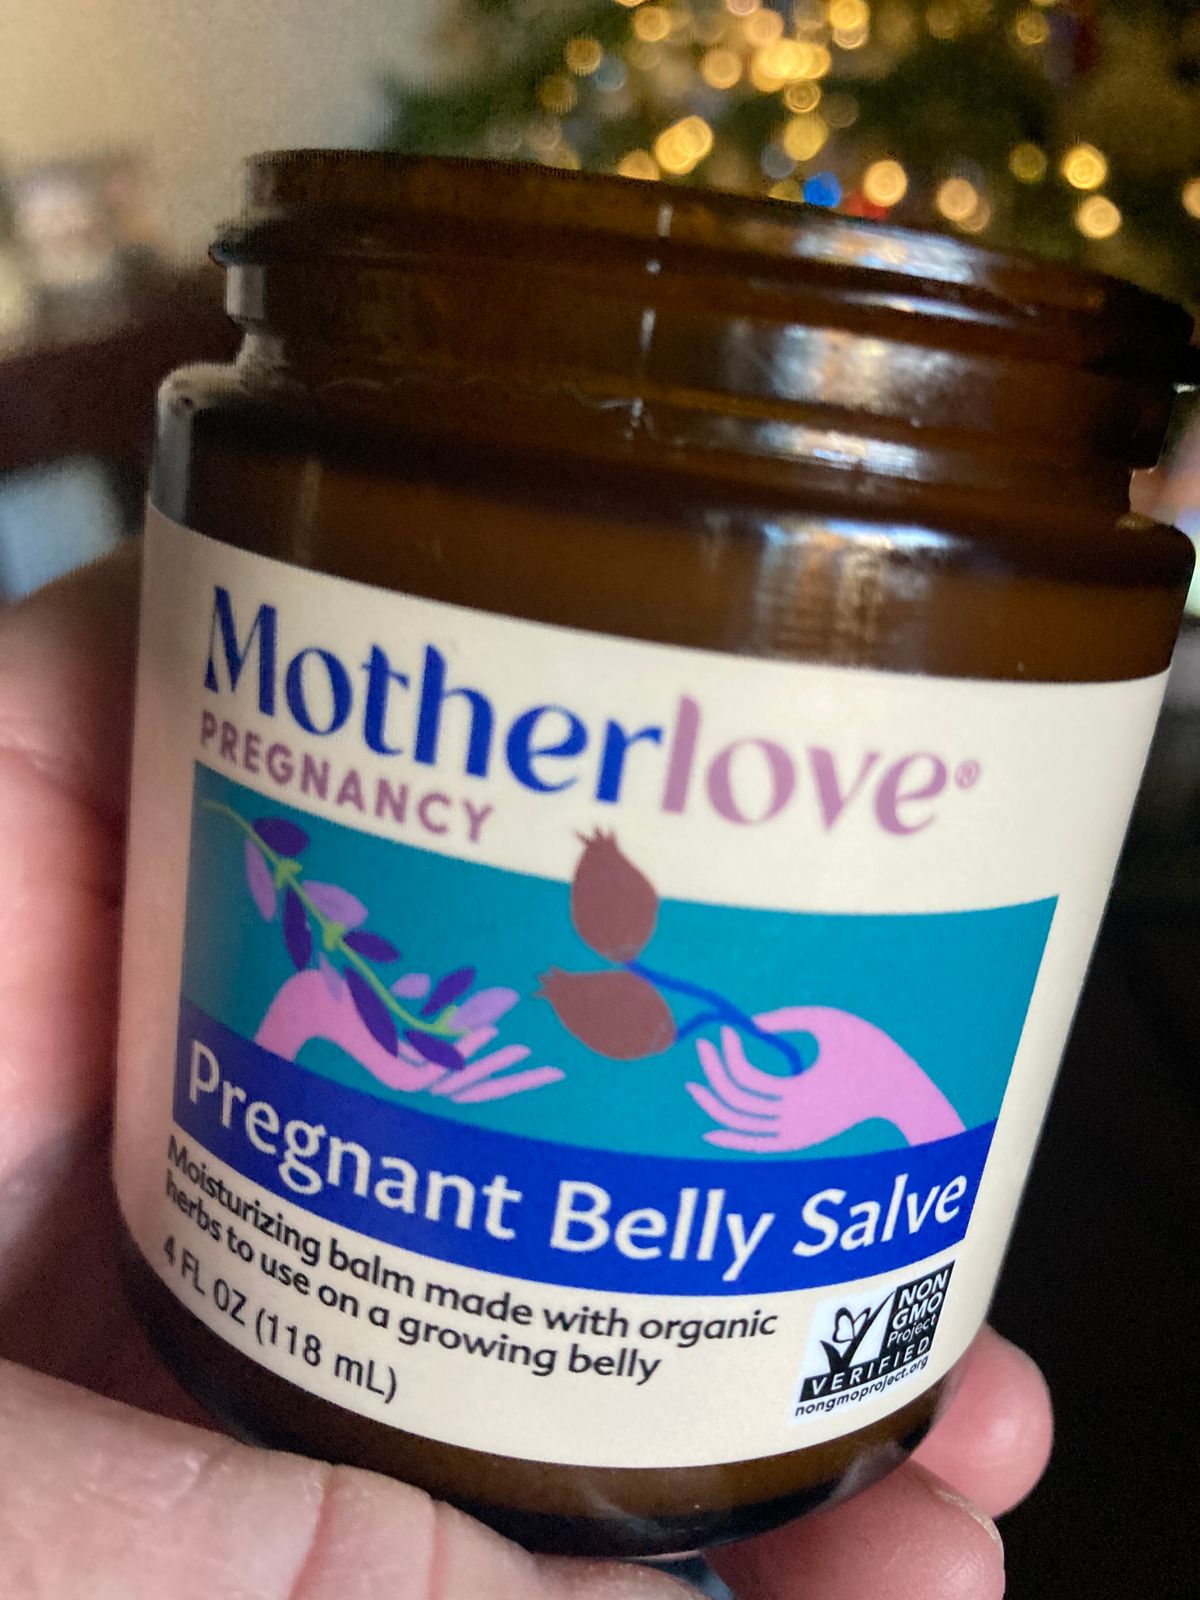 Motherlove®
PREGNANCY
Pregnant Belly Salve
Moisturizing balm made with organic
herbs to use on a growing belly
4 FL OZ (118 mL)
NON
GMO
Project
VERIFIED
nongmoproject.org